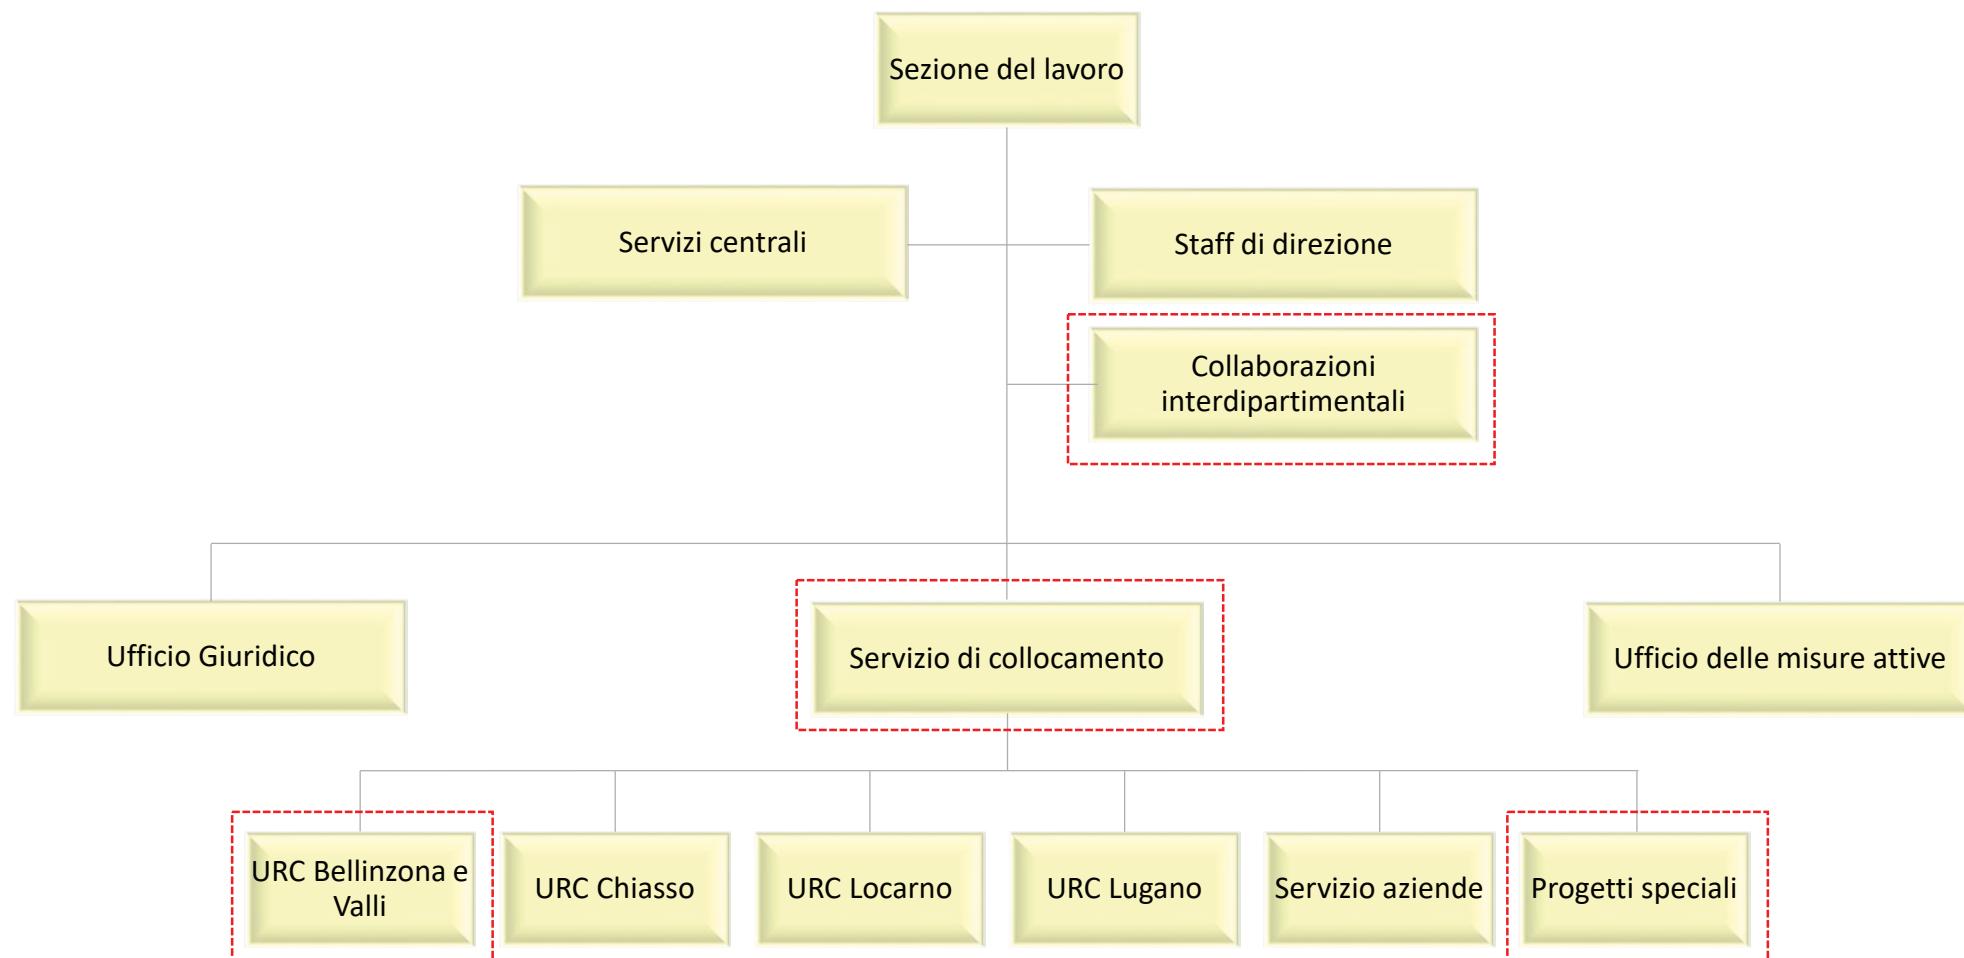 Sezione del lavoro
Servizi centrali
Staff di direzione
Collaborazioni
interdipartimentali
Ufficio Giuridico
Servizio di collocamento
Ufficio delle misure attive
URC Bellinzona e
Valli
URC Chiasso
URC Locarno
URC Lugano
Servizio aziende
Progetti speciali